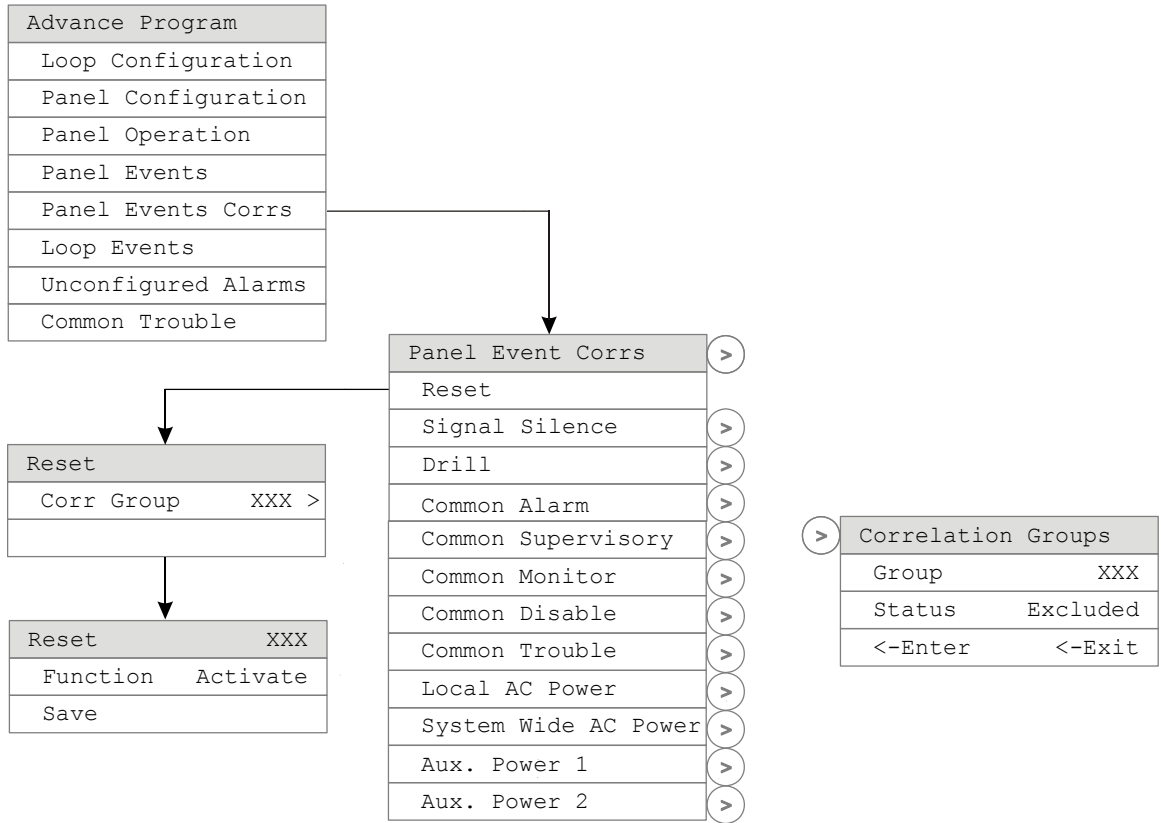 Advance Program
Loop Configuration
Panel Configuration
Panel Operation
Panel Events
Panel Events Corrs
Loop Events
Unconfigured Alarms
Common Trouble
Panel Event Corrs >
Reset
Signal Silence >
Drill >
Common Alarm >
Common Supervisory >
Common Monitor >
Common Disable >
Common Trouble >
Local AC Power >
System Wide AC Power >
Aux. Power 1 >
Aux. Power 2 >
Reset
Corr Group XXX >
Reset XXX
Function Activate
Save
> Correlation Groups
Group XXX
Status Excluded
<-Enter <-Exit